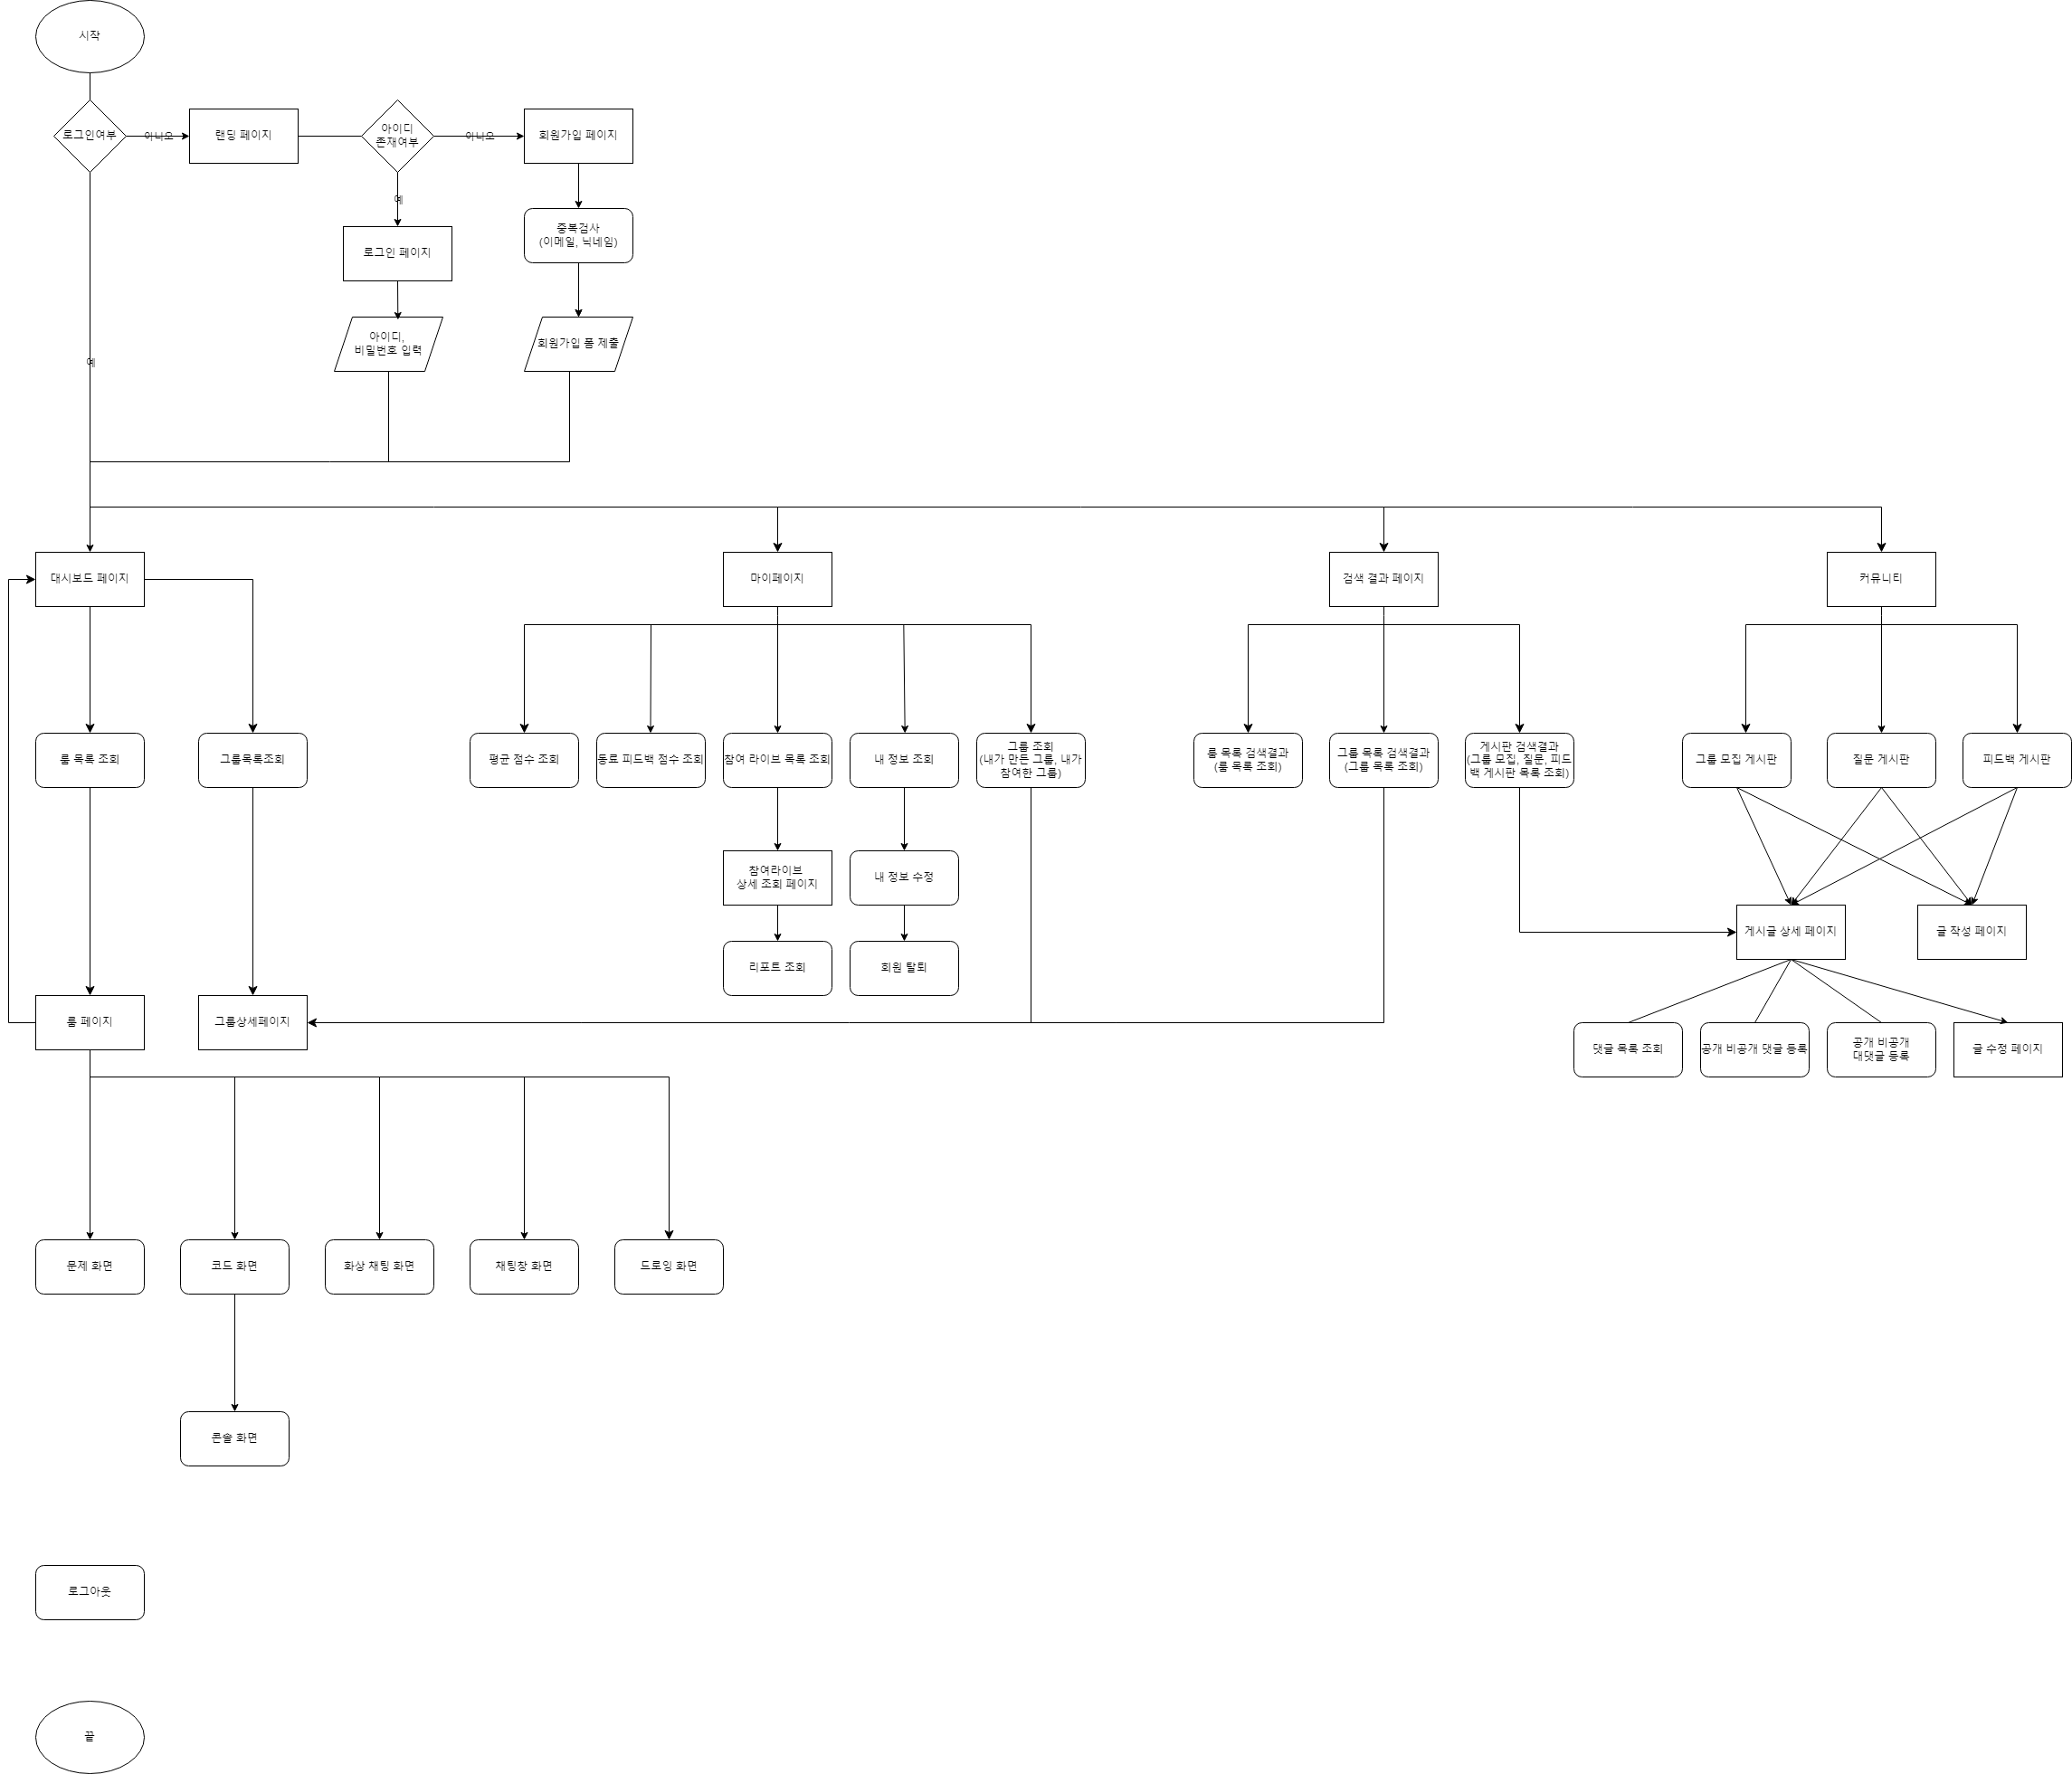 시작
로그인여부
아니오
랜딩 페이지
아이디
존재여부
아니오
회원가입 페이지
예
중복검사
(이메일, 닉네임)
로그인 페이지
아이디,
비밀번호 입력
회원가입 폼 제출
예
대시보드 페이지
마이페이지
검색 결과 페이지
커뮤니티
룸 목록 조회
그룹목록조회
평균 점수 조회
동료 피드백 점수 조회
참여 라이브 목록 조회
내 정보 조회
그룹 조회
(내가 만든 그룹, 내가
참여한 그룹)
룸 목록 검색결과
(룸 목록 조회)
그룹 목록 검색결과
(그룹 목록 조회)
게시판 검색결과
(그룹 모집, 질문, 피드
백 게시판 목록 조회)
그룹 모집 게시판
질문 게시판
피드백 게시판
참여라이브
상세 조회 페이지
내 정보 수정
게시글 상세 페이지
글 작성 페이지
리포트 조회
회원 탈퇴
룸 페이지
그룹상세페이지
댓글 목록 조회
공개 비공개 댓글 등록
공개 비공개
대댓글 등록
글 수정 페이지
문제 화면
코드 화면
화상 채팅 화면
채팅창 화면
드로잉 화면
콘솔 화면
로그아웃
끝